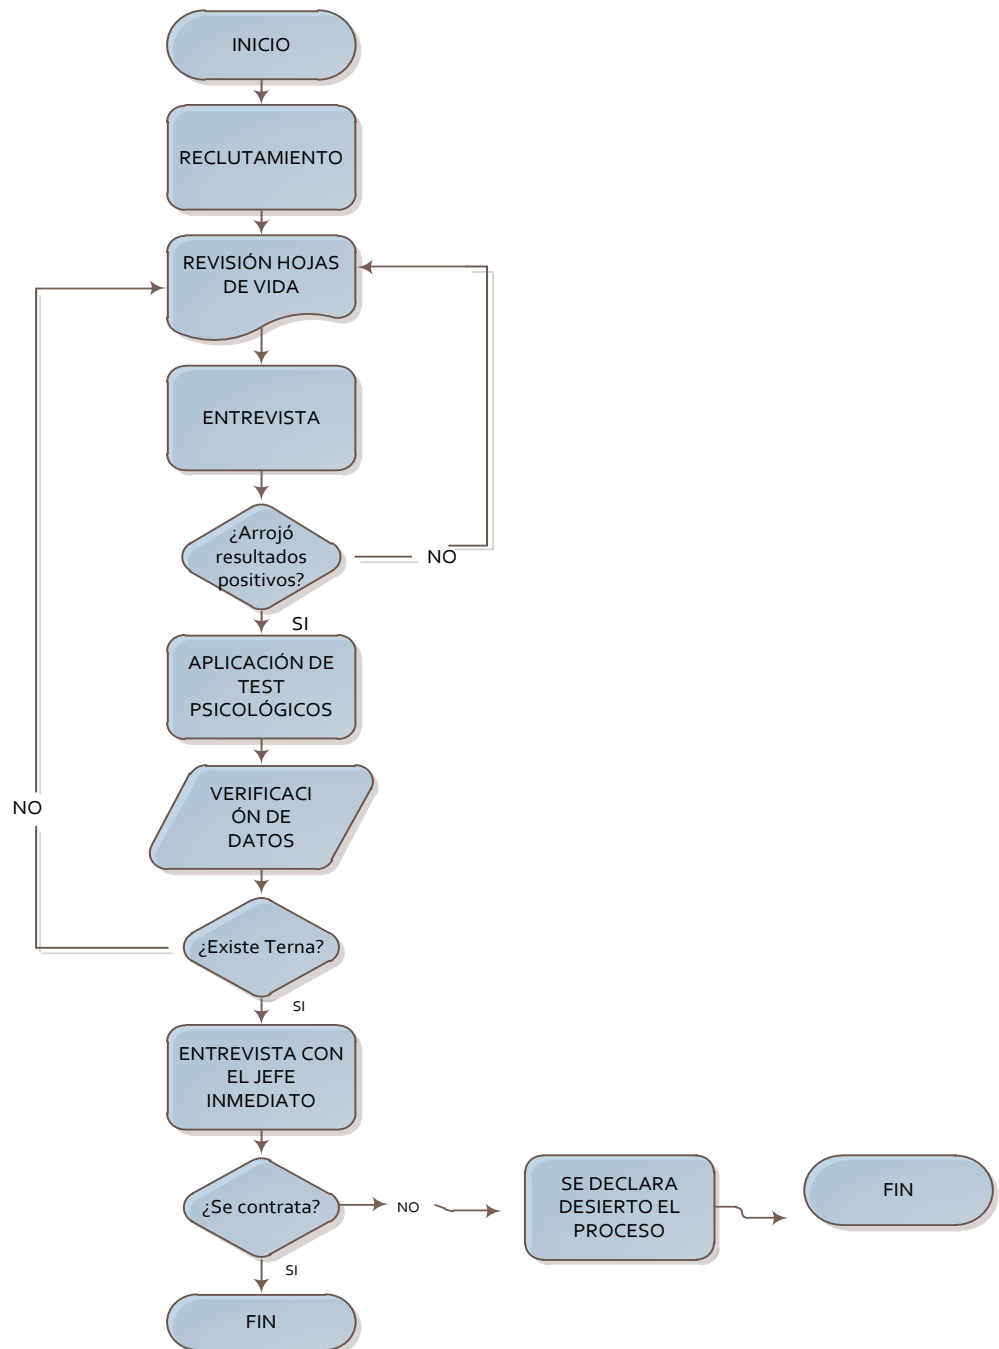 INICIO
RECLUTAMIENTO
REVISIÓN HOJAS
DE VIDA
ENTREVISTA
¿Arrojó
resultados
positivos?
NO
SI
APLICACIÓN DE
TEST
PSICOLÓGICOS
VERIFICACI
ÓN DE
DATOS
NO
¿Existe Terna?
SI
ENTREVISTA CON
EL JEFE
INMEDIATO
¿Se contrata?
NO
SE DECLARA
DESIERTO EL
PROCESO
FIN
SI
FIN